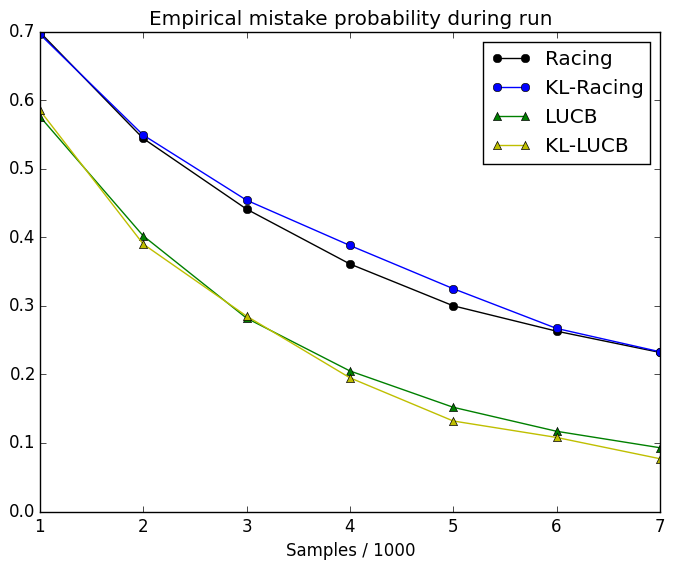 Empirical mistake probability during run
0.7
0.6
0.5
0.4
0.3
0.2
0.1
0.0
Racing
KL-Racing
LUCB
KL-LUCB
1 2 3 4 5 6 7
Samples / 1000